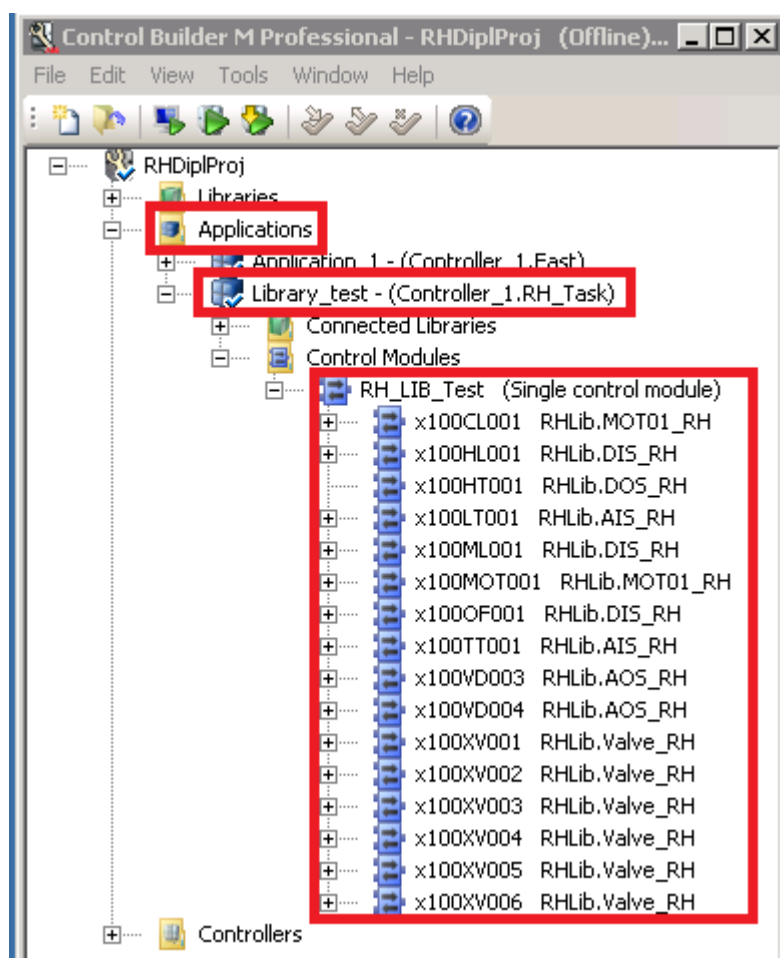 Control Builder M Professional - RHDiplProj (Offline)...
File Edit View Tools Window Help
RHDiplProj
Libraries
Applications
Application_1 - (Controller_1.Fast)
Library_test - (Controller_1.RH_Task)
Connected Libraries
Control Modules
RH_LIB_Test (Single control module)
x100CL001 RHLib.MOT01_RH
x100HL001 RHLib.DIS_RH
x100HT001 RHLib.DOS_RH
x100LT001 RHLib.AIS_RH
x100ML001 RHLib.DIS_RH
x100MOT001 RHLib.MOT01_RH
x100OF001 RHLib.DIS_RH
x100TT001 RHLib.AIS_RH
x100VD003 RHLib.AOS_RH
x100VD004 RHLib.AOS_RH
x100XV001 RHLib.Valve_RH
x100XV002 RHLib.Valve_RH
x100XV003 RHLib.Valve_RH
x100XV004 RHLib.Valve_RH
x100XV005 RHLib.Valve_RH
x100XV006 RHLib.Valve_RH
Controllers